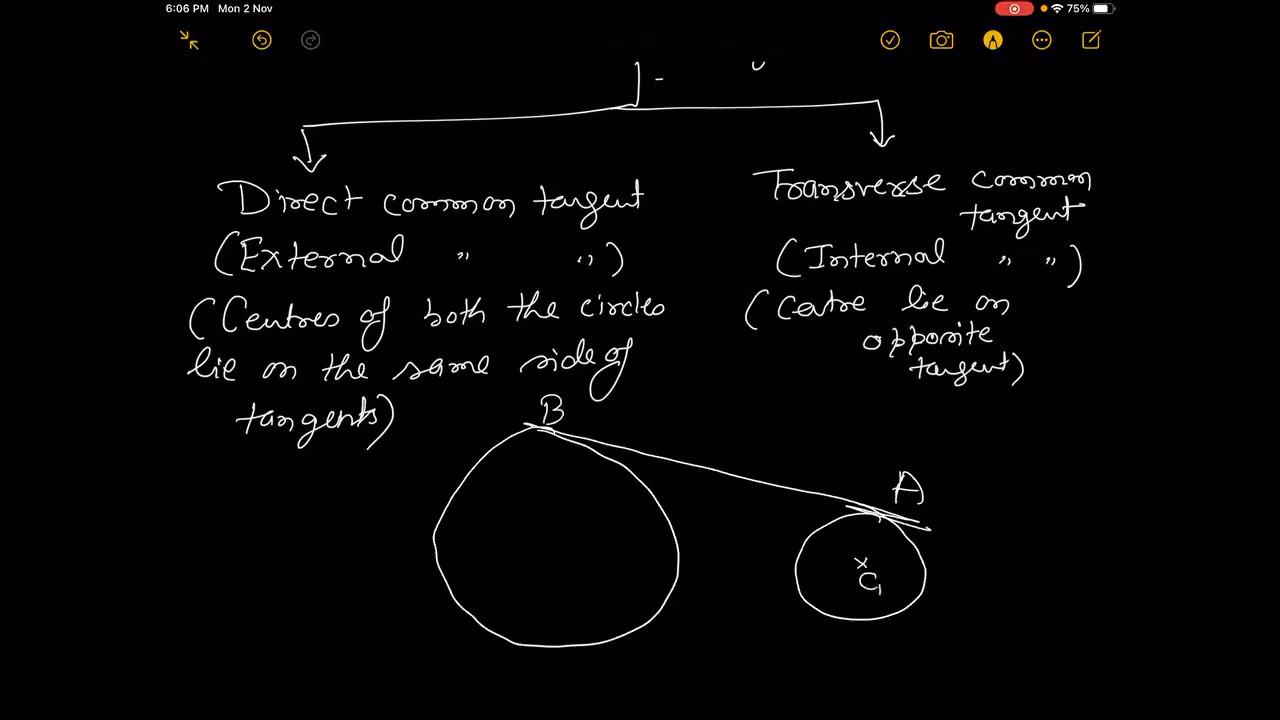 6:06 PM Mon 2 Nov
75%
Direct common tangent
(External " " )
(Centres of both the circles
lie on the same side of
tangents)
Transverse common
tangent
(Internal " " )
(Centre lie on
opposite
tangent)
B
A
C1